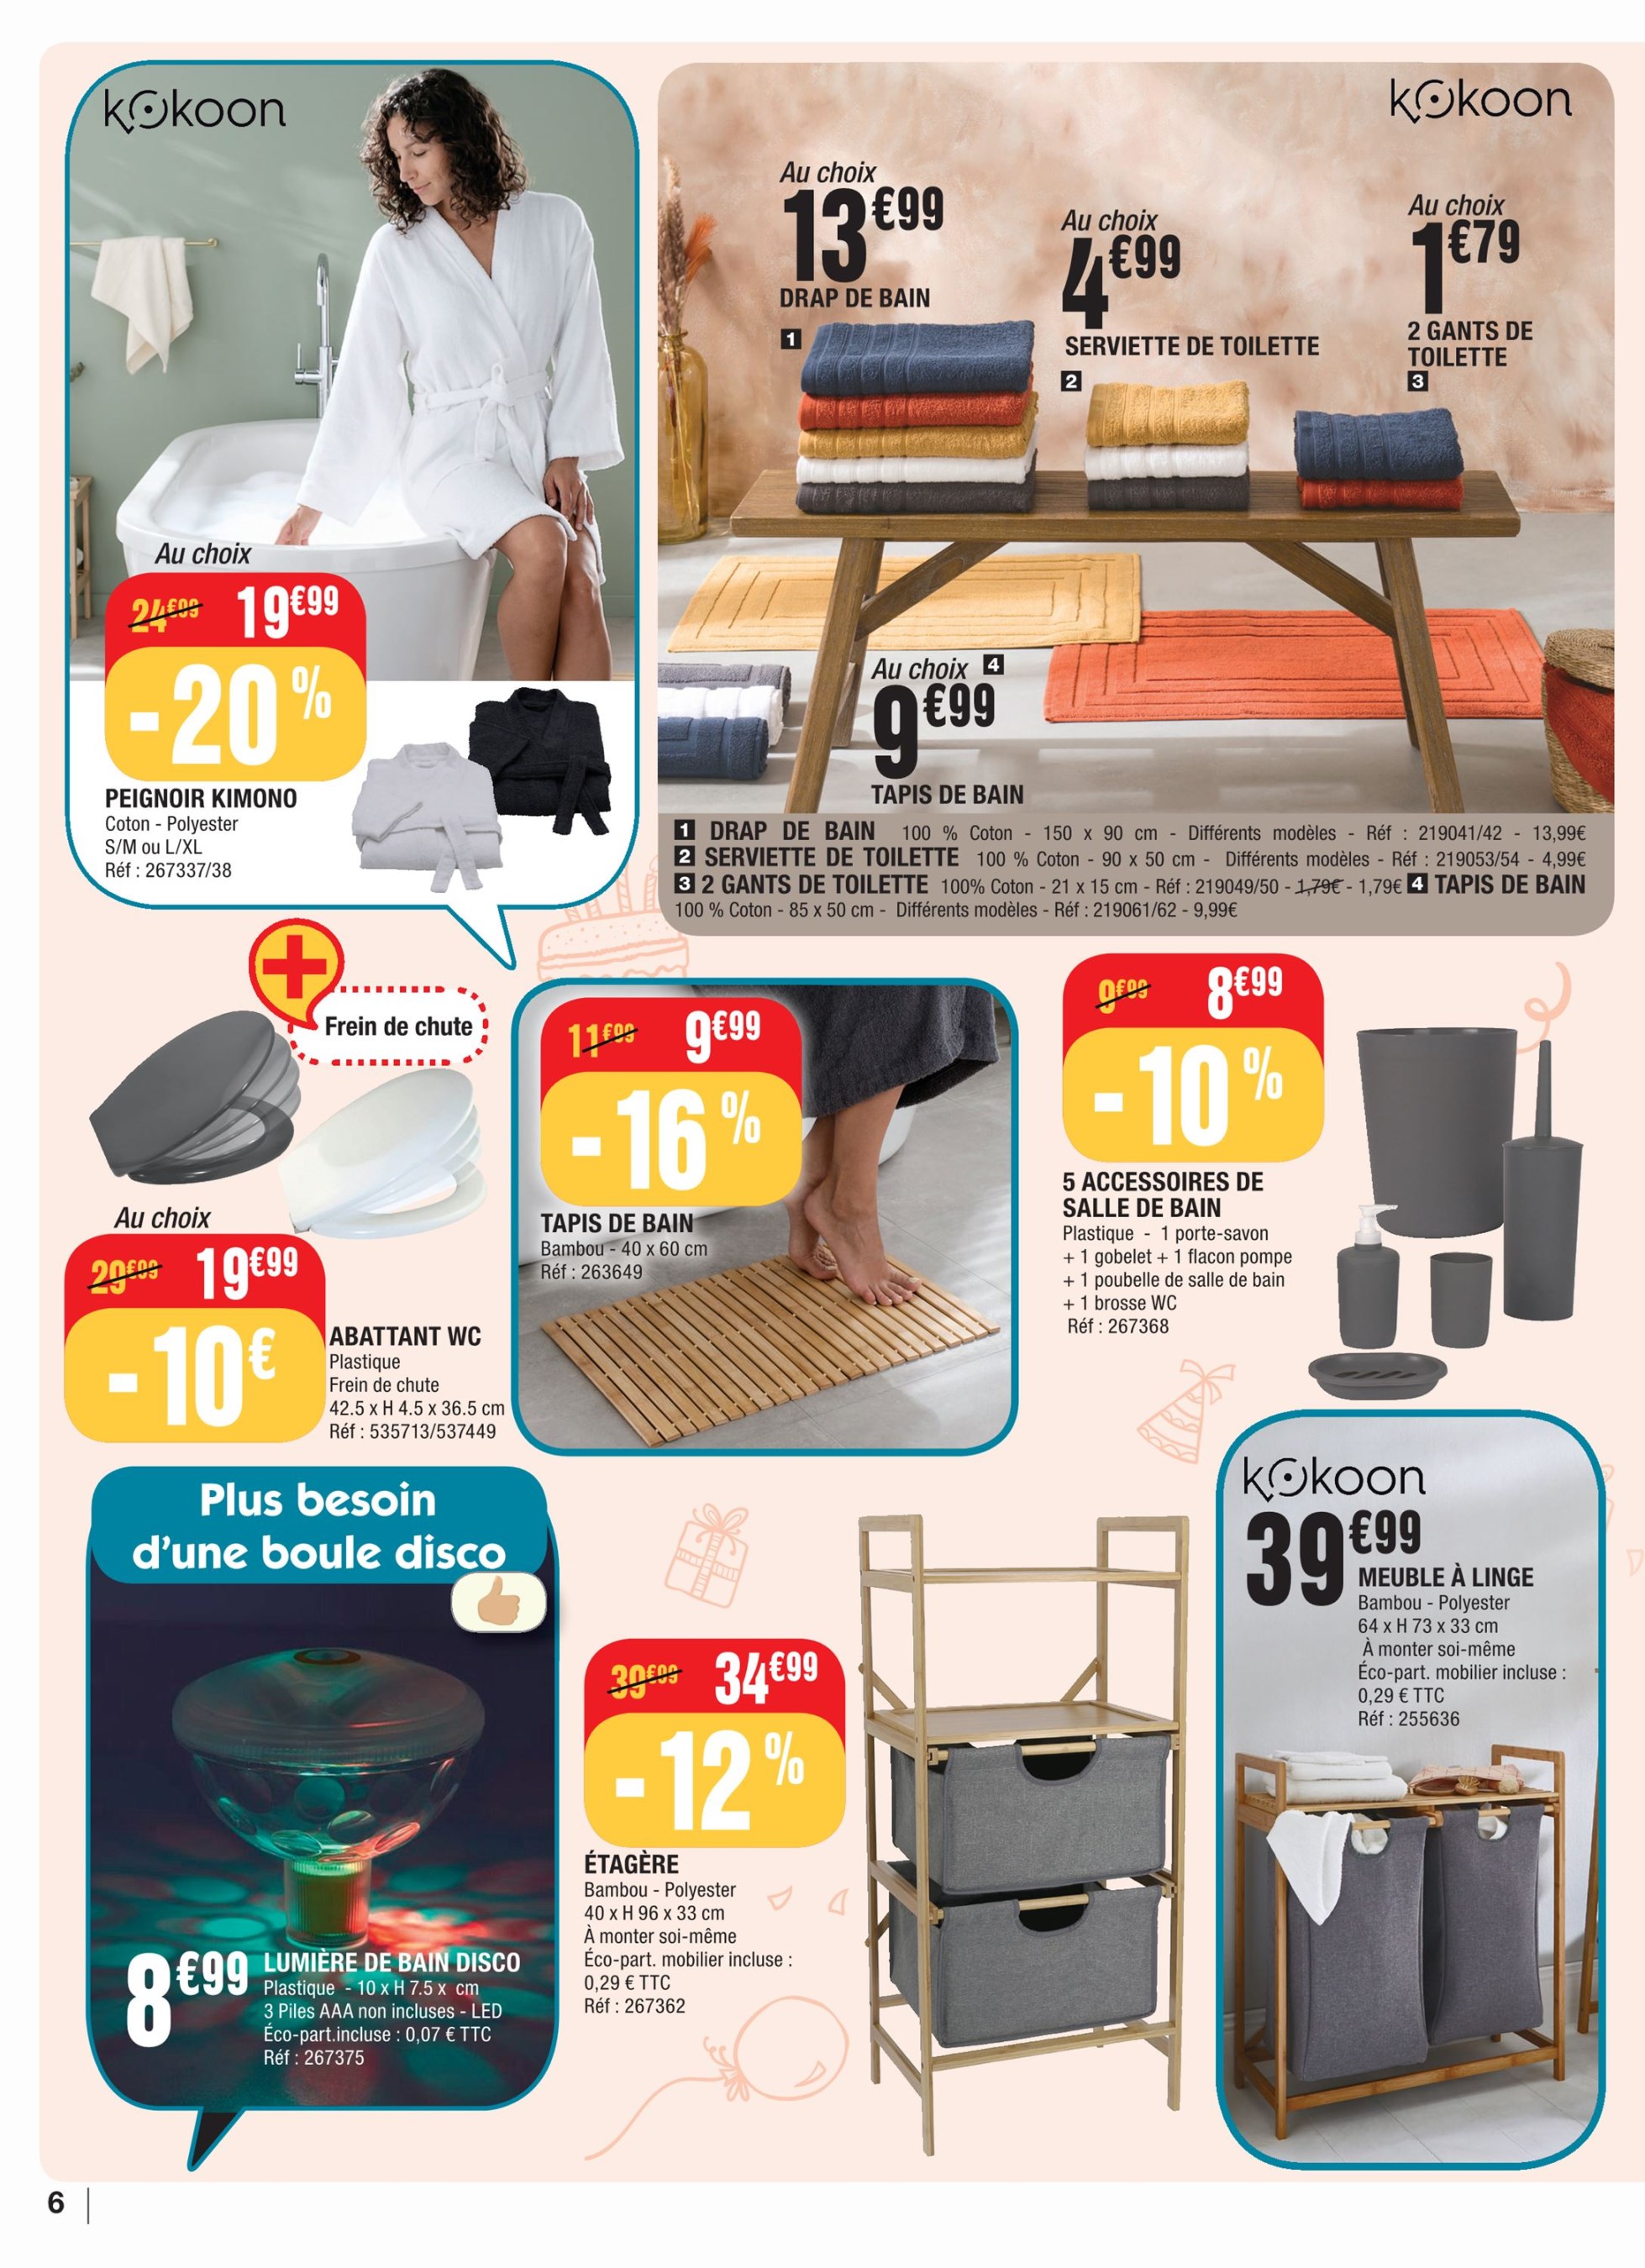 kokoon
Au choix
24€99 19€99
-20%
PEIGNOIR KIMONO
Coton - Polyester
S/M ou L/XL
Réf : 267337/38
kokoon
Au choix
13€99
DRAP DE BAIN
1
Au choix
4€99
SERVIETTE DE TOILETTE
2
Au choix
1€79
2 GANTS DE
TOILETTE
3
Au choix 4
9€99
TAPIS DE BAIN
1 DRAP DE BAIN 100 % Coton - 150 x 90 cm - Différents modèles - Réf : 219041/42 - 13,99€
2 SERVIETTE DE TOILETTE 100 % Coton - 90 x 50 cm - Différents modèles - Réf : 219053/54 - 4,99€
3 2 GANTS DE TOILETTE 100% Coton - 21 x 15 cm - Réf : 219049/50 - 1,79€ - 1,79€ 4 TAPIS DE BAIN
100 % Coton - 85 x 50 cm - Différents modèles - Réf : 219061/62 - 9,99€
+
Frein de chute
Au choix
29€99 19€99
-10€
ABATTANT WC
Plastique
Frein de chute
42.5 x H 4.5 x 36.5 cm
Réf : 535713/537449
11€99 9€99
-16%
TAPIS DE BAIN
Bambou - 40 x 60 cm
Réf : 263649
9€99 8€99
-10%
5 ACCESSOIRES DE
SALLE DE BAIN
Plastique - 1 porte-savon
+ 1 gobelet + 1 flacon pompe
+ 1 poubelle de salle de bain
+ 1 brosse WC
Réf : 267368
Plus besoin
d'une boule disco
8€99
LUMIÈRE DE BAIN DISCO
Plastique - 10 x H 7.5 x cm
3 Piles AAA non incluses - LED
Éco-part.incluse : 0,07 € TTC
Réf : 267375
39€99 34€99
-12%
ÉTAGÈRE
Bambou - Polyester
40 x H 96 x 33 cm
À monter soi-même
Éco-part. mobilier incluse :
0,29 € TTC
Réf : 267362
kokoon
39€99
MEUBLE À LINGE
Bambou - Polyester
64 x H 73 x 33 cm
À monter soi-même
Éco-part. mobilier incluse :
0,29 € TTC
Réf : 255636
6